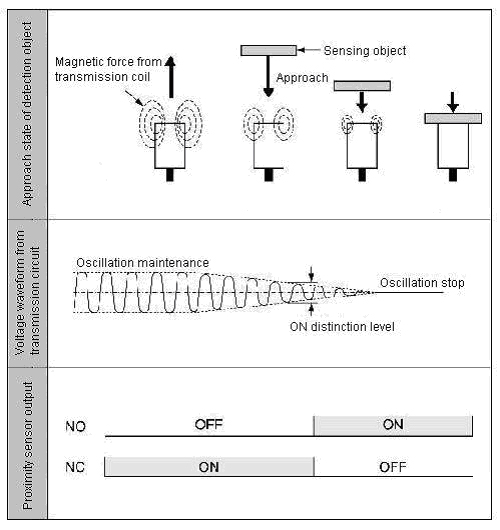 Approach state of detection object
Magnetic force from
transmission coil
Sensing object
Approach
Voltage waveform from
transmission circuit
Oscillation maintenance
Oscillation stop
ON distinction level
Proximity sensor output
NO
OFF
ON
NC
ON
OFF